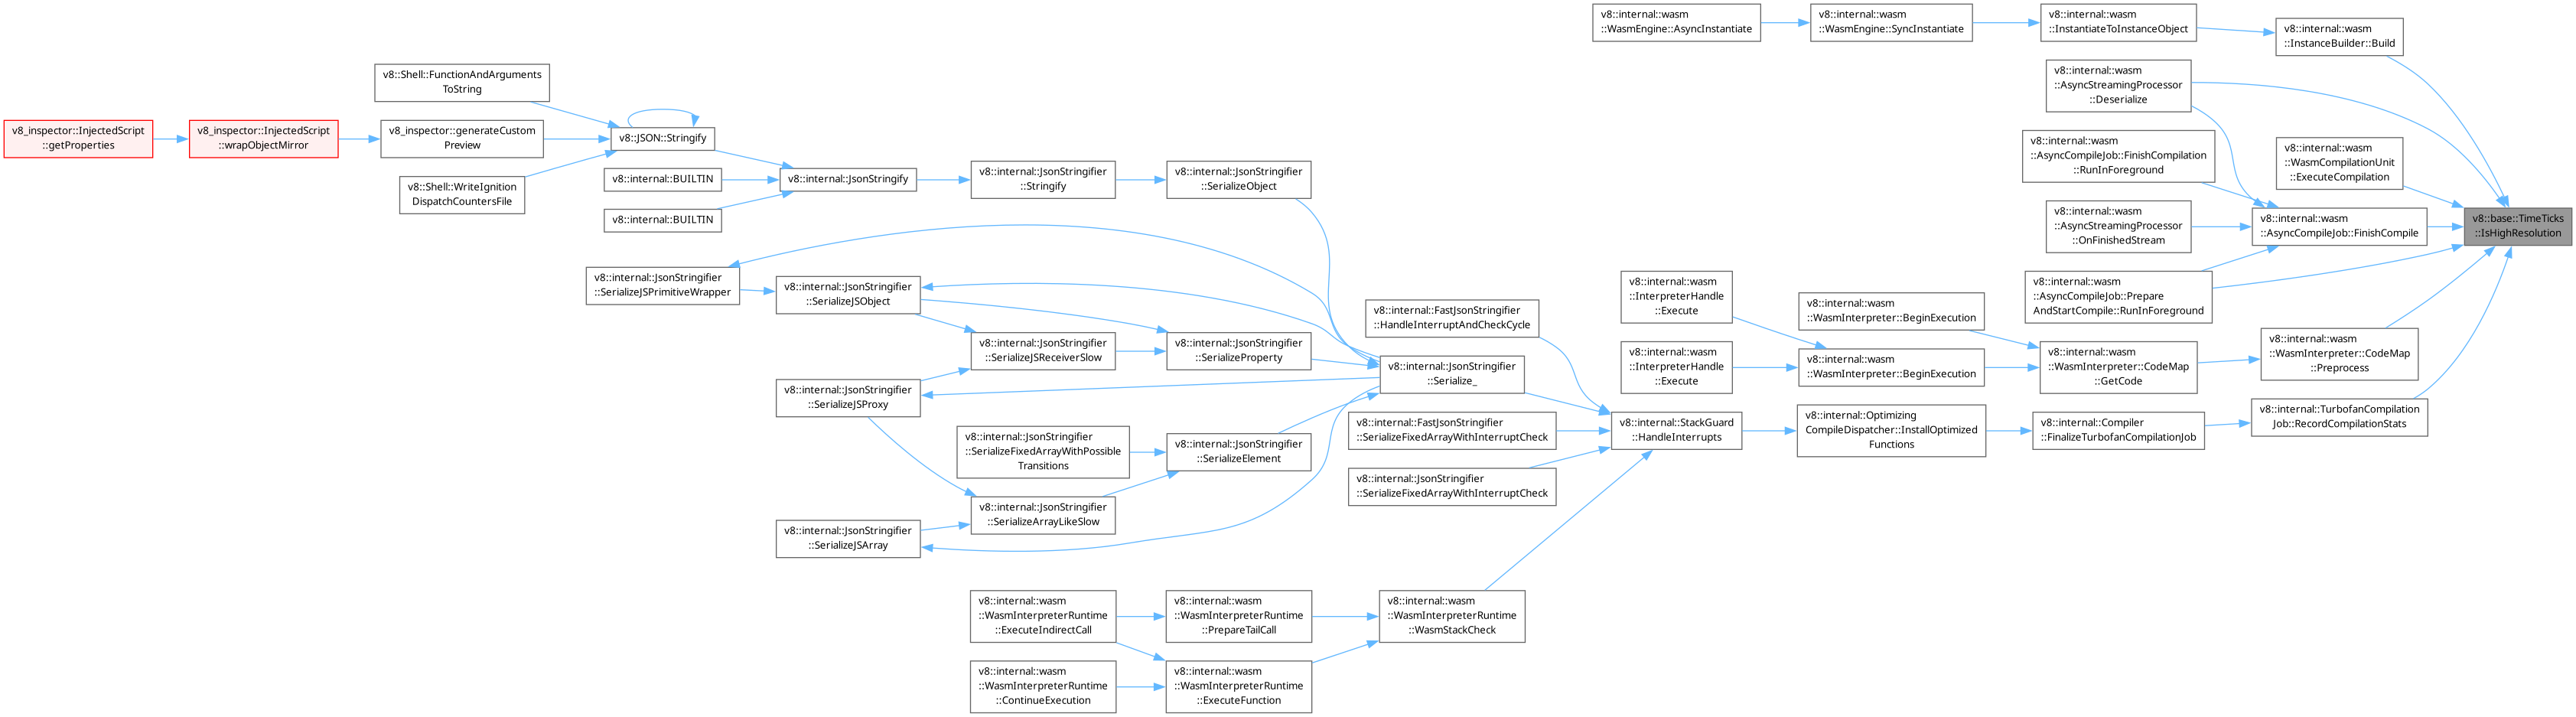 v8::internal::wasm
::WasmEngine::AsyncInstantiate
v8::internal::wasm
::WasmEngine::SyncInstantiate
v8::internal::wasm
::InstantiateToInstanceObject
v8::internal::wasm
::InstanceBuilder::Build
v8::Shell::FunctionAndArguments
ToString
v8_inspector::InjectedScript
::getProperties
v8_inspector::InjectedScript
::wrapObjectMirror
v8_inspector::generateCustom
Preview
v8::JSON::Stringify
v8::Shell::WriteIgnition
DispatchCountersFile
v8::internal::BUILTIN
v8::internal::BUILTIN
v8::internal::JsonStringify
v8::internal::JsonStringifier
::Stringify
v8::internal::JsonStringifier
::SerializeObject
v8::internal::wasm
::AsyncStreamingProcessor
::Deserialize
v8::internal::wasm
::AsyncCompileJob::FinishCompilation
::RunInForeground
v8::internal::wasm
::WasmCompilationUnit
::ExecuteCompilation
v8::internal::wasm
::AsyncStreamingProcessor
::OnFinishedStream
v8::internal::wasm
::AsyncCompileJob::FinishCompile
v8::base::TimeTicks
::IsHighResolution
v8::internal::wasm
::AsyncCompileJob::Prepare
AndStartCompile::RunInForeground
v8::internal::JsonStringifier
::SerializeJSPrimitiveWrapper
v8::internal::JsonStringifier
::SerializeJSObject
v8::internal::JsonStringifier
::SerializeJSReceiverSlow
v8::internal::JsonStringifier
::SerializeProperty
v8::internal::FastJsonStringifier
::HandleInterruptAndCheckCycle
v8::internal::JsonStringifier
::Serialize_
v8::internal::wasm
::InterpreterHandle
::Execute
v8::internal::wasm
::InterpreterHandle
::Execute
v8::internal::wasm
::WasmInterpreter::BeginExecution
v8::internal::wasm
::WasmInterpreter::BeginExecution
v8::internal::wasm
::WasmInterpreter::CodeMap
::GetCode
v8::internal::wasm
::WasmInterpreter::CodeMap
::Preprocess
v8::internal::JsonStringifier
::SerializeJSProxy
v8::internal::FastJsonStringifier
::SerializeFixedArrayWithInterruptCheck
v8::internal::StackGuard
::HandleInterrupts
v8::internal::Optimizing
CompileDispatcher::InstallOptimized
Functions
v8::internal::Compiler
::FinalizeTurbofanCompilationJob
v8::internal::TurbofanCompilation
Job::RecordCompilationStats
v8::internal::JsonStringifier
::SerializeFixedArrayWithPossible
Transitions
v8::internal::JsonStringifier
::SerializeElement
v8::internal::JsonStringifier
::SerializeFixedArrayWithInterruptCheck
v8::internal::JsonStringifier
::SerializeArrayLikeSlow
v8::internal::JsonStringifier
::SerializeJSArray
v8::internal::wasm
::WasmInterpreterRuntime
::ExecuteIndirectCall
v8::internal::wasm
::WasmInterpreterRuntime
::PrepareTailCall
v8::internal::wasm
::WasmInterpreterRuntime
::WasmStackCheck
v8::internal::wasm
::WasmInterpreterRuntime
::ContinueExecution
v8::internal::wasm
::WasmInterpreterRuntime
::ExecuteFunction